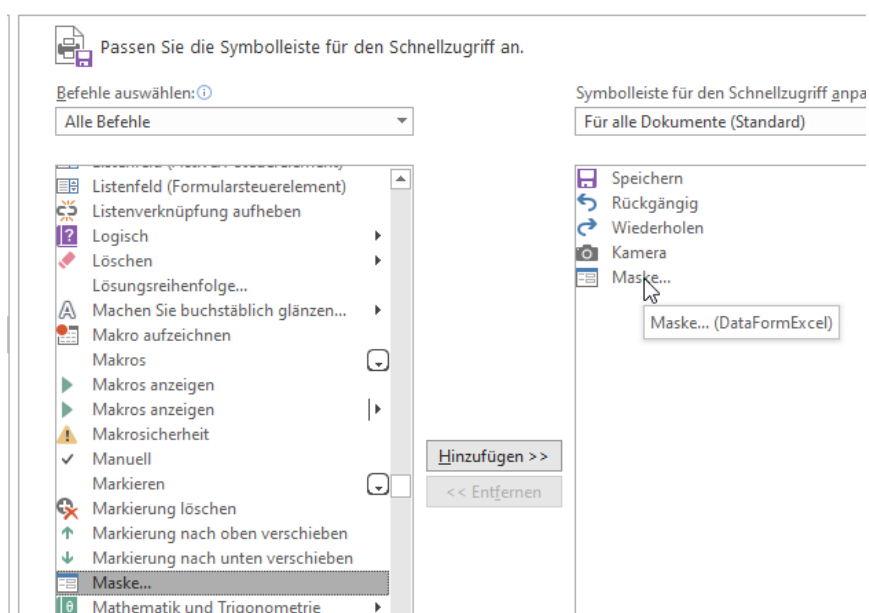 Passen Sie die Symbolleiste für den Schnellzugriff an.
Befehle auswählen:
Alle Befehle
Listenfeld (Formularsteuerelement)
Listenverknüpfung aufheben
Logisch
Löschen
Lösungsreihenfolge...
Machen Sie buchstäblich glänzen...
Makro aufzeichnen
Makros
Makros anzeigen
Makros anzeigen
Makrosicherheit
Manuell
Markieren
Markierung löschen
Markierung nach oben verschieben
Markierung nach unten verschieben
Maske...
Mathematik und Trigonometrie
Hinzufügen >>
<< Entfernen
Symbolleiste für den Schnellzugriff anpa
Für alle Dokumente (Standard)
Speichern
Rückgängig
Wiederholen
Kamera
Maske...
Maske... (DataFormExcel)